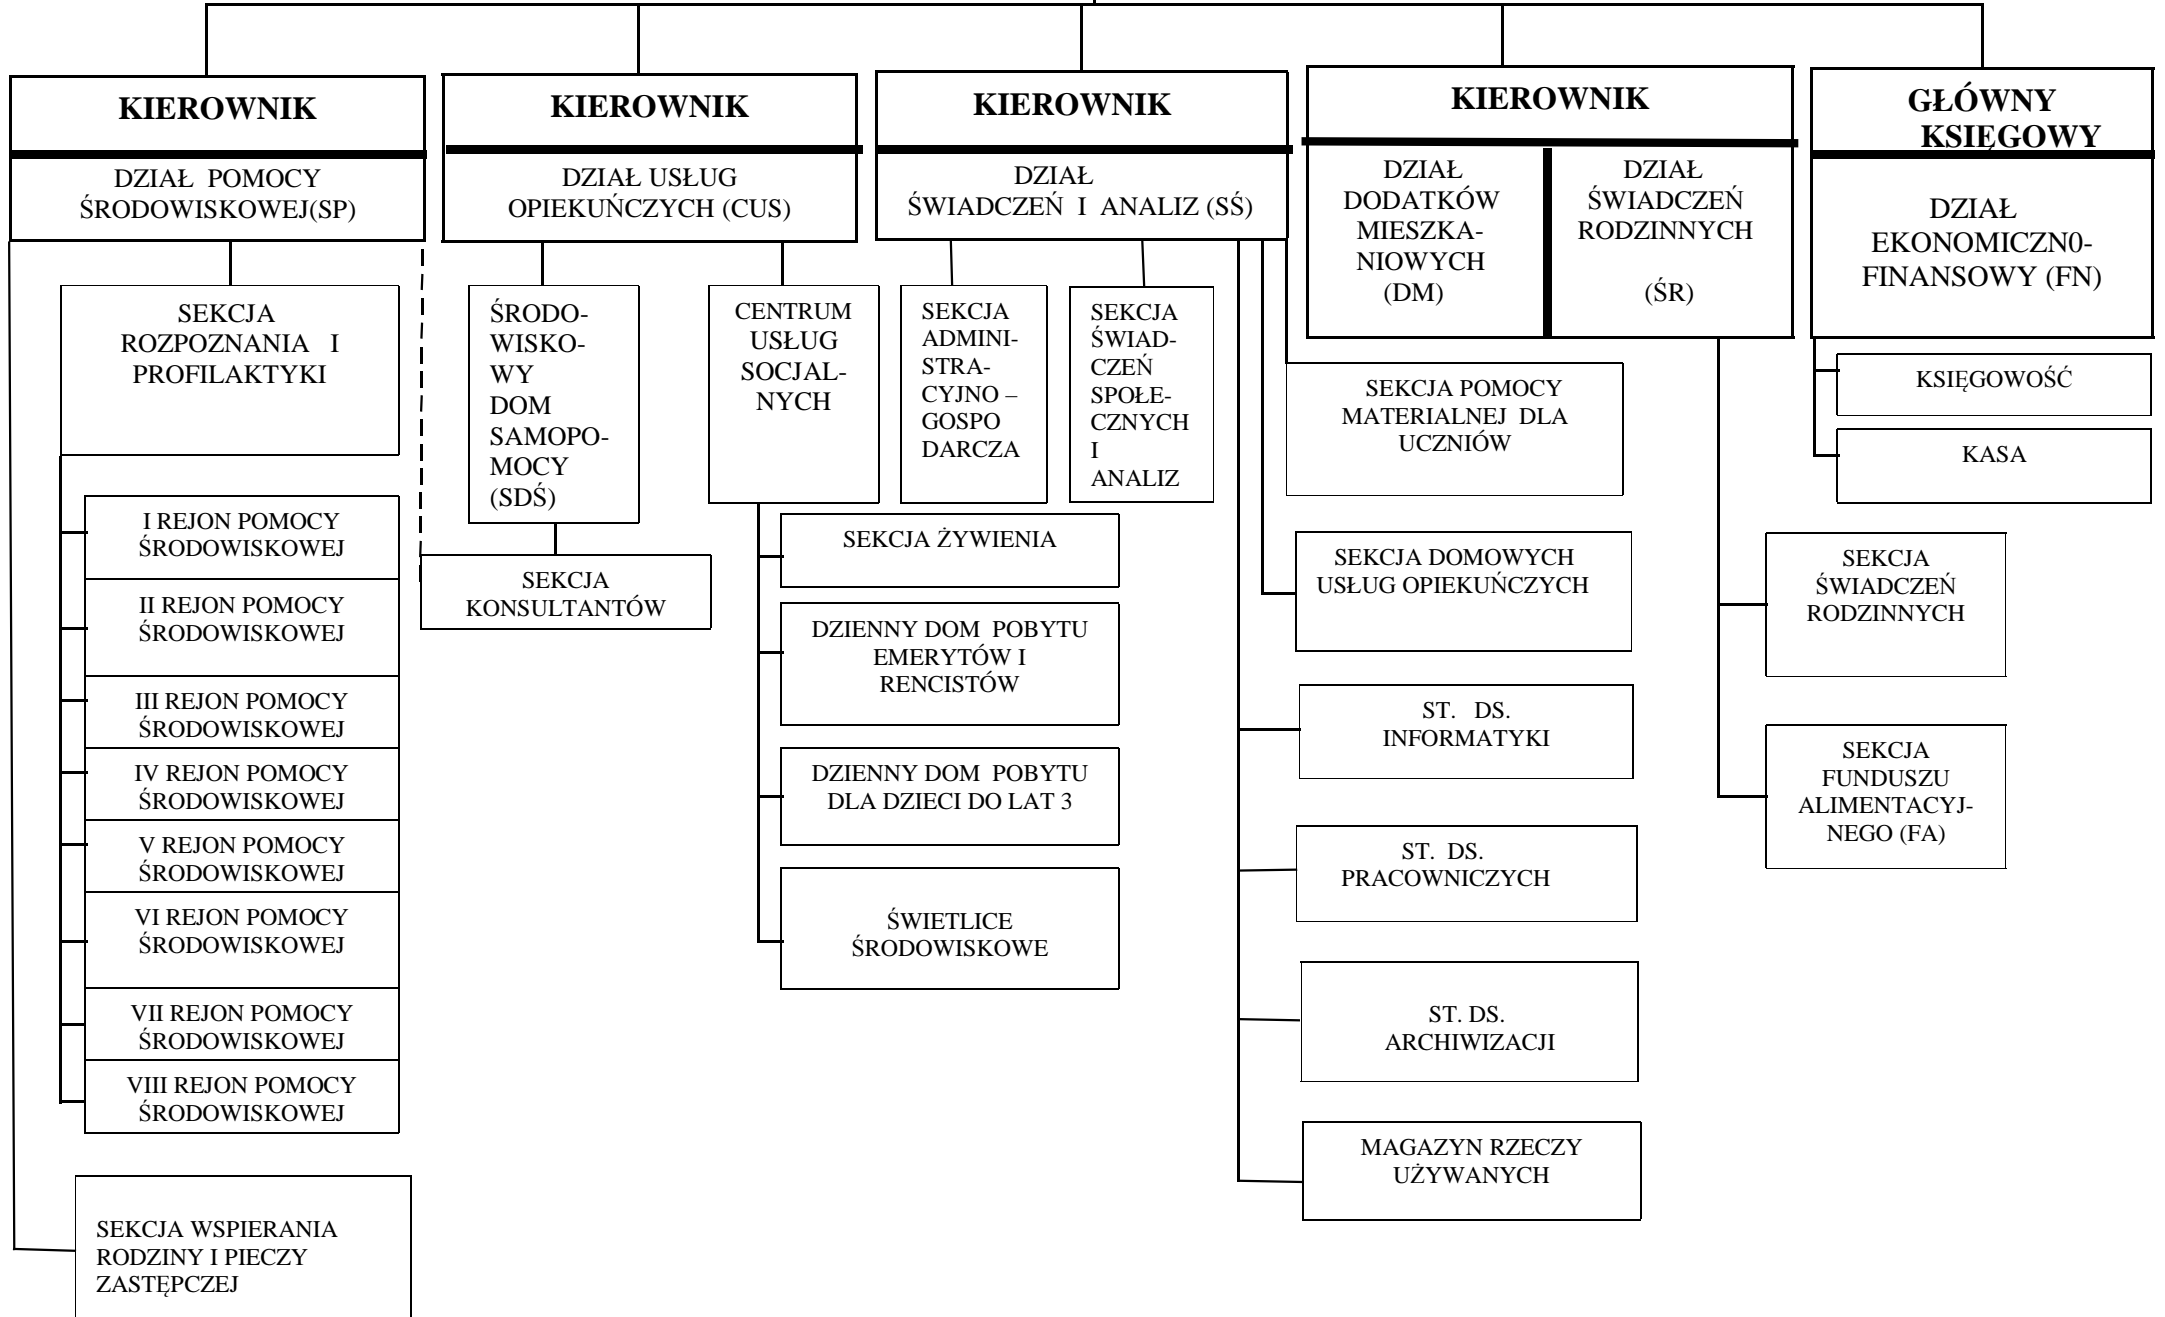 KIEROWNIK
DZIAŁ POMOCY
ŚRODOWISKOWEJ(SP)
KIEROWNIK
DZIAŁ USŁUG
OPIEKUŃCZYCH (CUS)
KIEROWNIK
DZIAŁ
ŚWIADCZEŃ I ANALIZ (SŚ)
KIEROWNIK
DZIAŁ
DODATKÓW
MIESZKA-
NIOWYCH
(DM)
DZIAŁ
ŚWIADCZEŃ
RODZINNYCH
(ŚR)
GŁÓWNY
KSIĘGOWY
DZIAŁ
EKONOMICZN0-
FINANSOWY (FN)
SEKCJA
ROZPOZNANIA I
PROFILAKTYKI
I REJON POMOCY
ŚRODOWISKOWEJ
II REJON POMOCY
ŚRODOWISKOWEJ
III REJON POMOCY
ŚRODOWISKOWEJ
IV REJON POMOCY
ŚRODOWISKOWEJ
V REJON POMOCY
ŚRODOWISKOWEJ
VI REJON POMOCY
ŚRODOWISKOWEJ
VII REJON POMOCY
ŚRODOWISKOWEJ
VIII REJON POMOCY
ŚRODOWISKOWEJ
SEKCJA WSPIERANIA
RODZINY I PIECZY
ZASTĘPCZEJ
ŚRODO-
WISKO-
WY
DOM
SAMOPO-
MOCY
(SDŚ)
SEKCJA
KONSULTANTÓW
CENTRUM
USŁUG
SOCJAL-
NYCH
SEKCJA ŻYWIENIA
DZIENNY DOM POBYTU
EMERYTÓW I
RENCISTÓW
DZIENNY DOM POBYTU
DLA DZIECI DO LAT 3
ŚWIETLICE
ŚRODOWISKOWE
SEKCJA
ADMINI-
STRA-
CYJNO –
GOSPO
DARCZA
SEKCJA
ŚWIAD-
CZEŃ
SPOŁE-
CZNYCH
I
ANALIZ
SEKCJA POMOCY
MATERIALNEJ DLA
UCZNIÓW
SEKCJA DOMOWYCH
USŁUG OPIEKUŃCZYCH
ST. DS.
INFORMATYKI
ST. DS.
PRACOWNICZYCH
ST. DS.
ARCHIWIZACJI
MAGAZYN RZECZY
UŻYWANYCH
SEKCJA
ŚWIADCZEŃ
RODZINNYCH
SEKCJA
FUNDUSZU
ALIMENTACYJ-
NEGO (FA)
KSIĘGOWOŚĆ
KASA